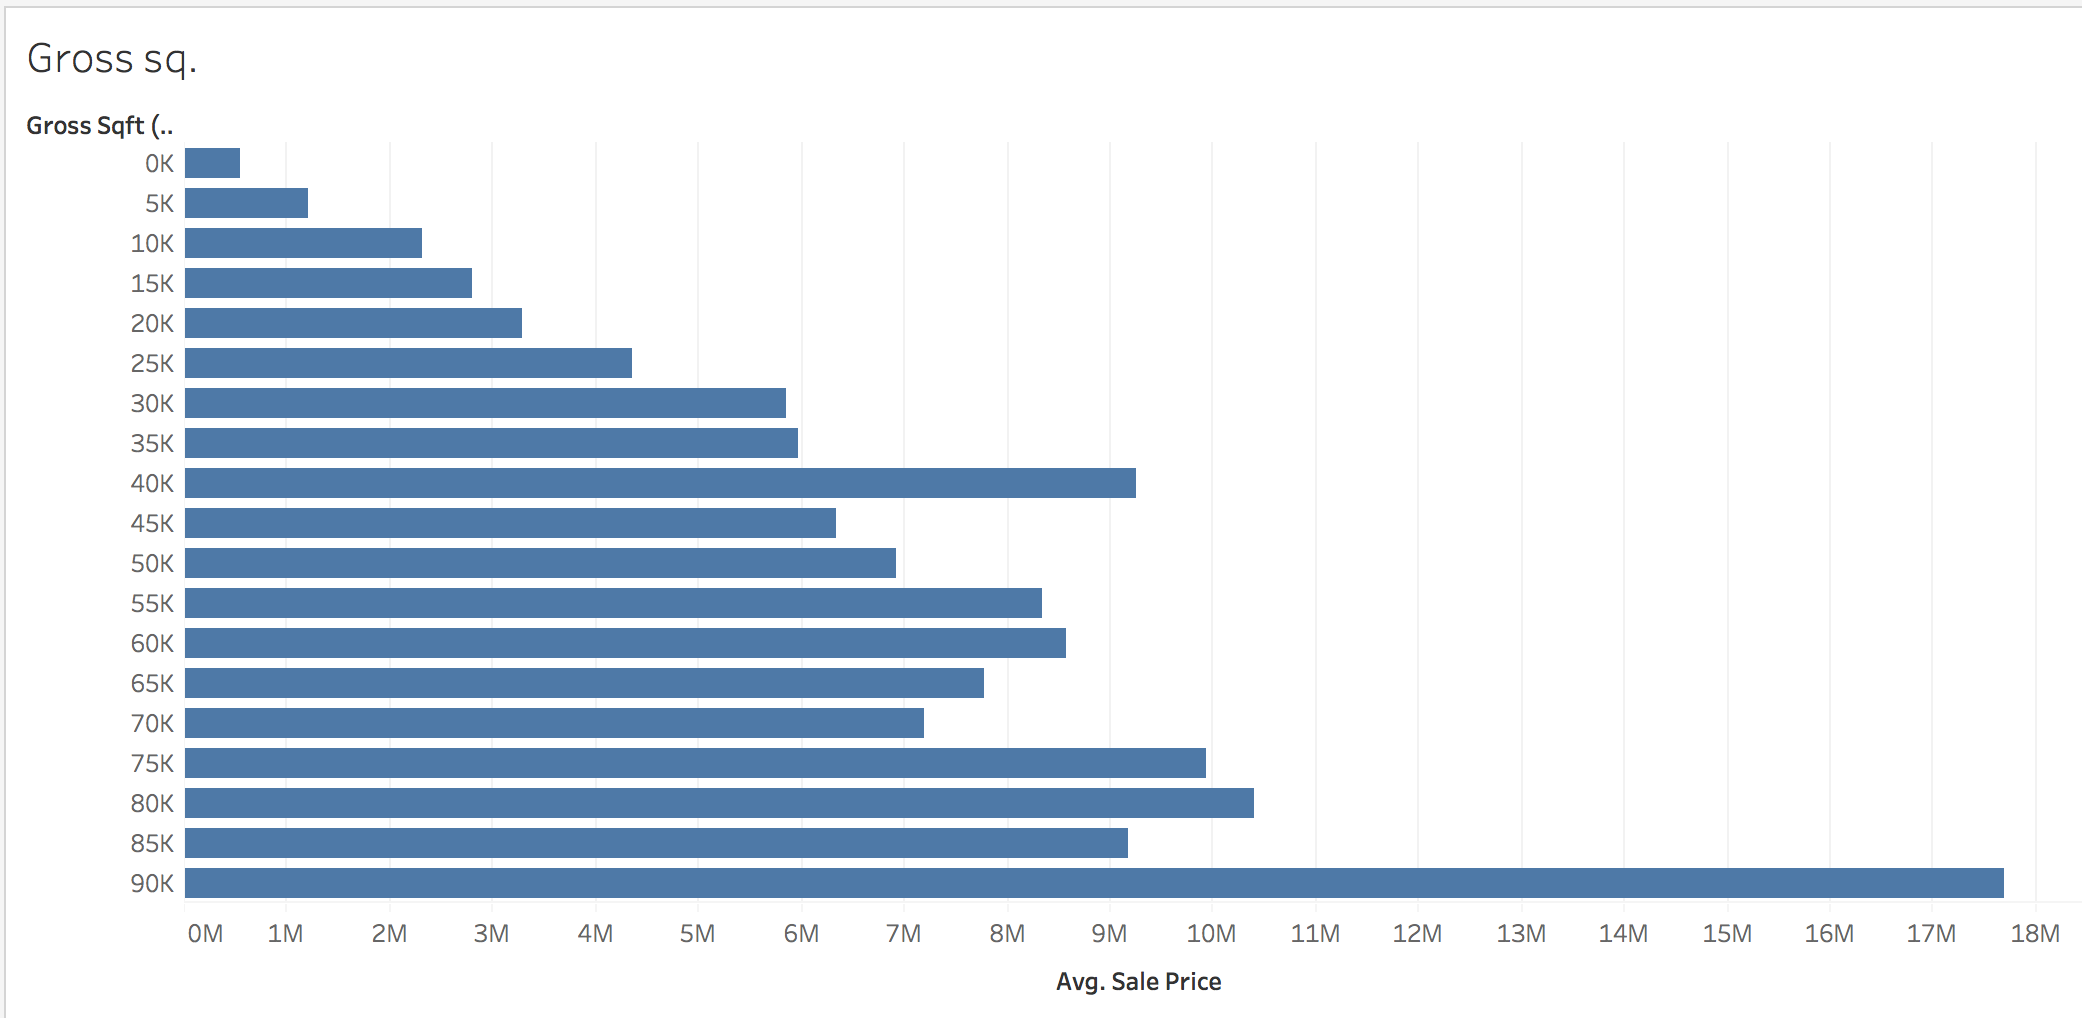 Gross sq.
Gross Sqft (..
0K
5K
10K
15K
20K
25K
30K
35K
40K
45K
50K
55K
60K
65K
70K
75K
80K
85K
90K
0M 1M 2M 3M 4M 5M 6M 7M 8M 9M 10M 11M 12M 13M 14M 15M 16M 17M 18M
Avg. Sale Price